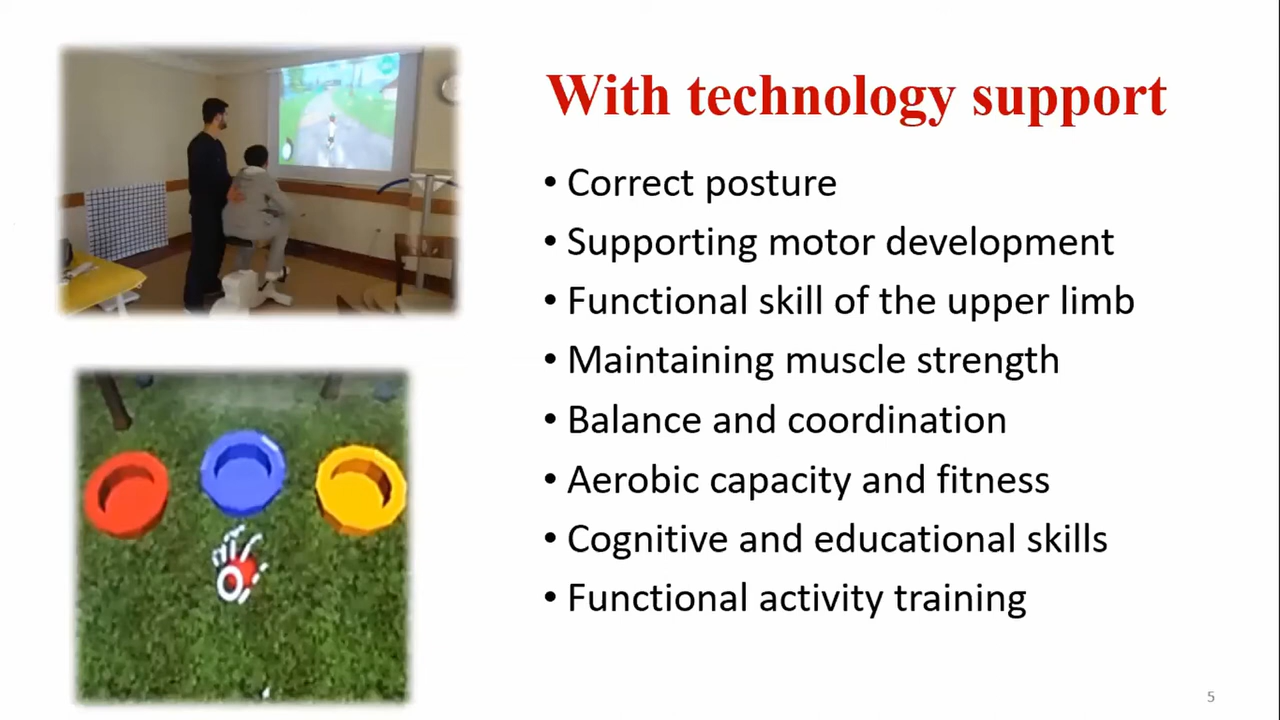 With technology support
• Correct posture
• Supporting motor development
• Functional skill of the upper limb
• Maintaining muscle strength
• Balance and coordination
• Aerobic capacity and fitness
• Cognitive and educational skills
• Functional activity training
5